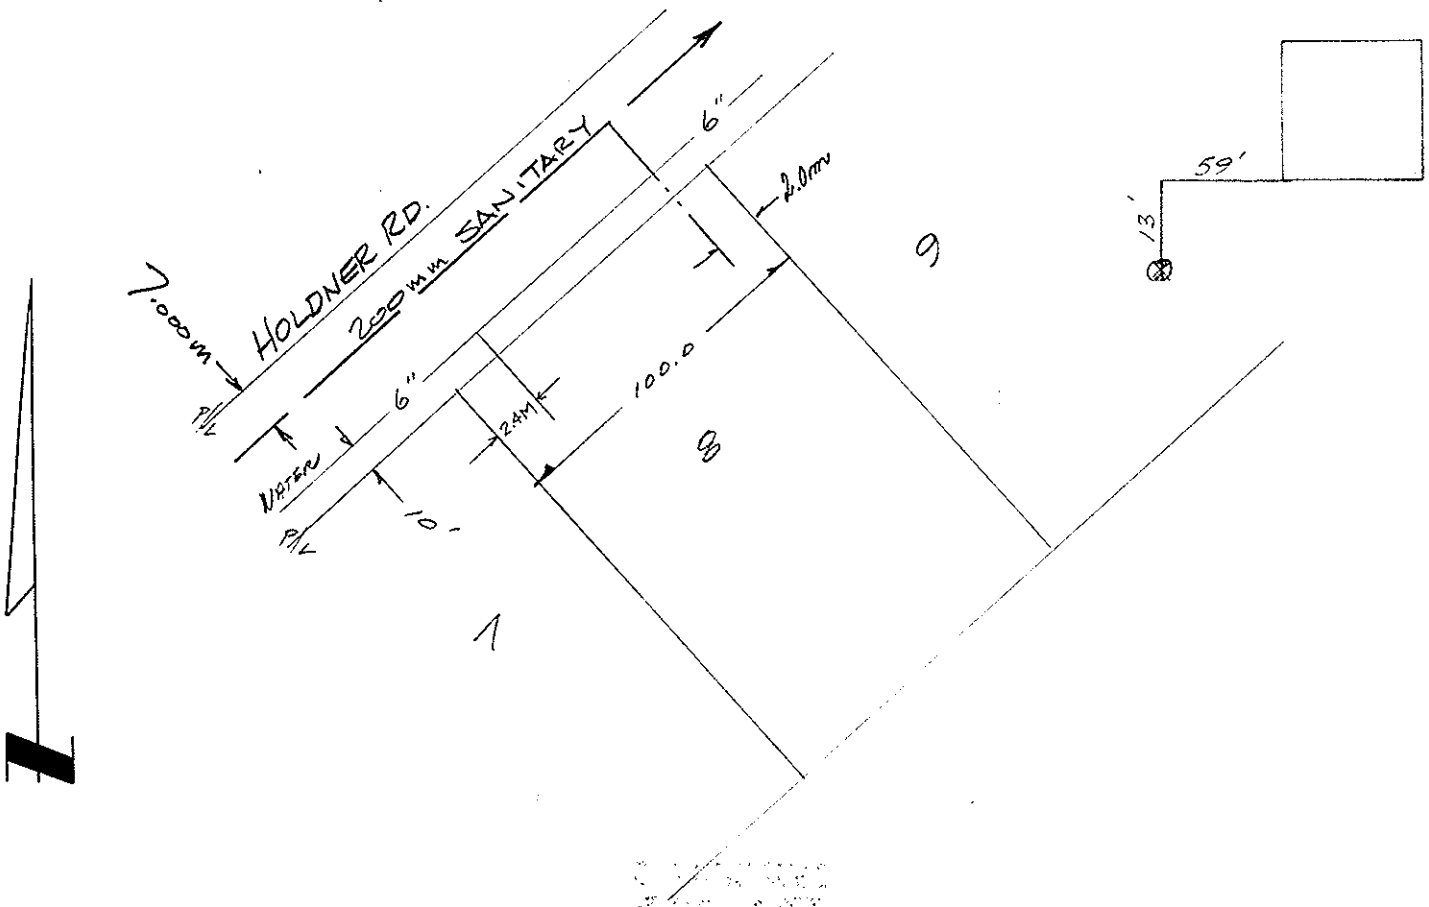 HOLDNER RD.
7.000m
200mm SANITARY
6"
6"
2.0m
59'
13'
9
100.0
2.4M
8
P/L
WATER
P/L
10'
7
N